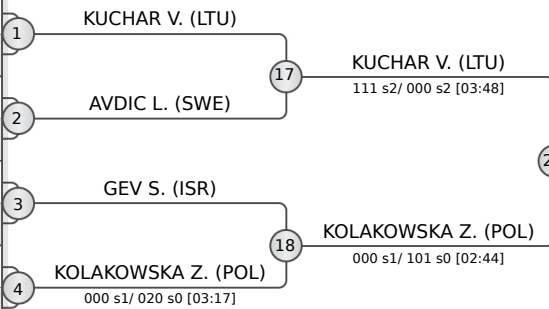 KUCHAR V. (LTU)
1
17
KUCHAR V. (LTU)
111 s2/ 000 s2 [03:48]
AVDIC L. (SWE)
2
GEV S. (ISR)
3
18
KOLAKOWSKA Z. (POL)
000 s1/ 101 s0 [02:44]
KOLAKOWSKA Z. (POL)
4
000 s1/ 020 s0 [03:17]